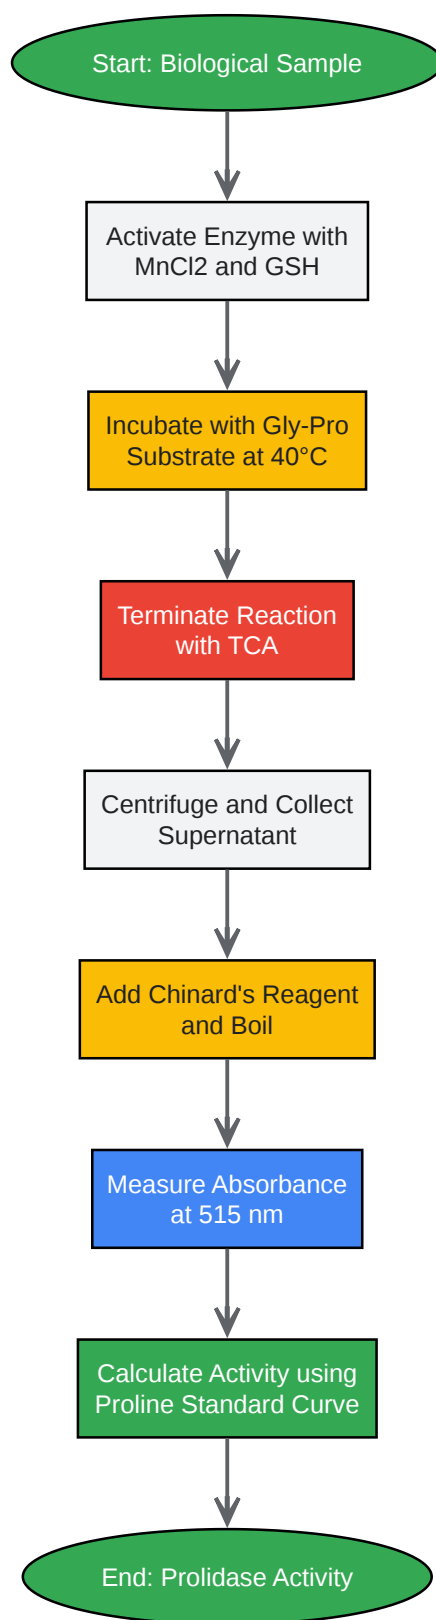 Start: Biological Sample
Activate Enzyme with
MnCl2 and GSH
Incubate with Gly-Pro
Substrate at 40°C
Terminate Reaction
with TCA
Centrifuge and Collect
Supernatant
Add Chinard's Reagent
and Boil
Measure Absorbance
at 515 nm
Calculate Activity using
Proline Standard Curve
End: Prolidase Activity